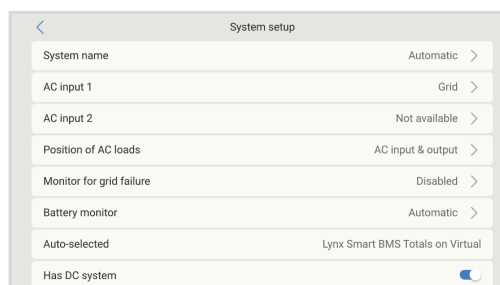 System setup
System name Automatic
AC input 1 Grid
AC input 2 Not available
Position of AC loads AC input & output
Monitor for grid failure Disabled
Battery monitor Automatic
Auto-selected Lynx Smart BMS Totals on Virtual
Has DC system